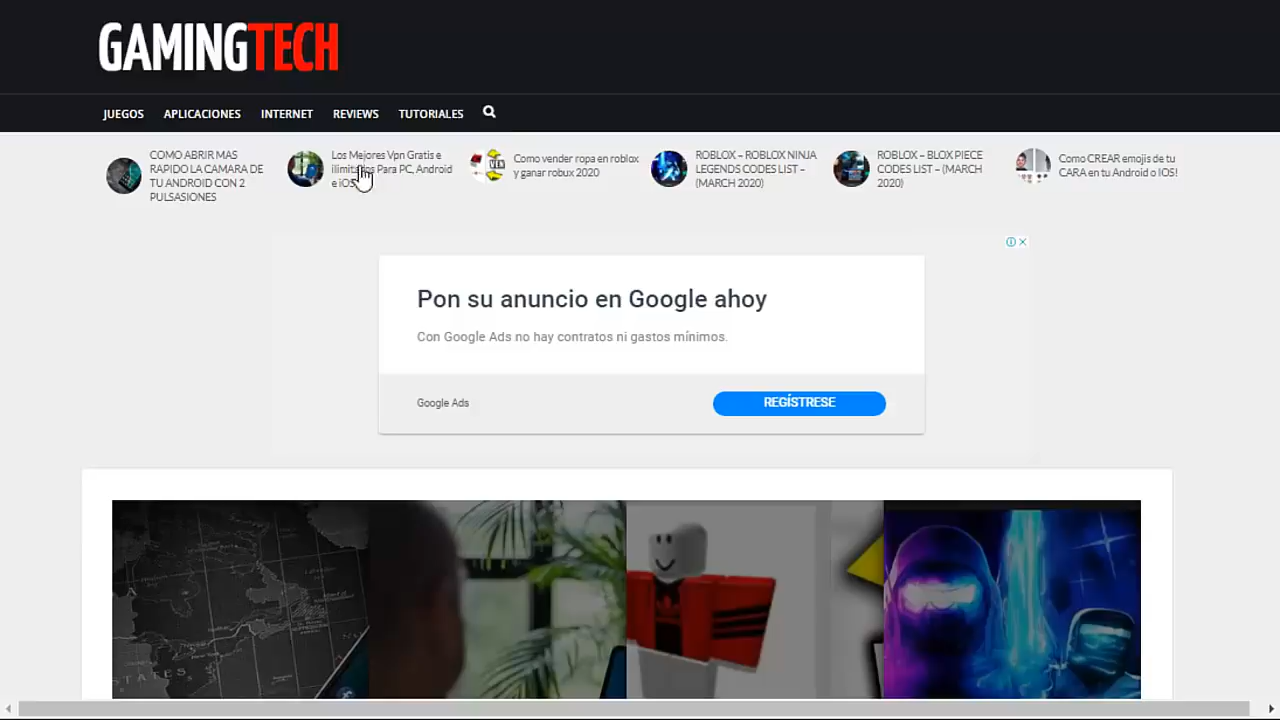 GAMINGTECH
JUEGOS APLICACIONES INTERNET REVIEWS TUTORIALES
COMO ABRIR MAS
RAPIDO LA CAMARA DE
TU ANDROID CON 2
PULSASIONES
Los Mejores Vpn Gratis e
ilimitados Para PC, Android
e iOS
Como vender ropa en roblox
y ganar robux 2020
ROBLOX – ROBLOX NINJA
LEGENDS CODES LIST –
(MARCH 2020)
ROBLOX – BLOX PIECE
CODES LIST – (MARCH
2020)
Como CREAR emojis de tu
CARA en tu Android o IOS!
Pon su anuncio en Google ahoy
Con Google Ads no hay contratos ni gastos mínimos.
Google Ads
REGÍSTRESE